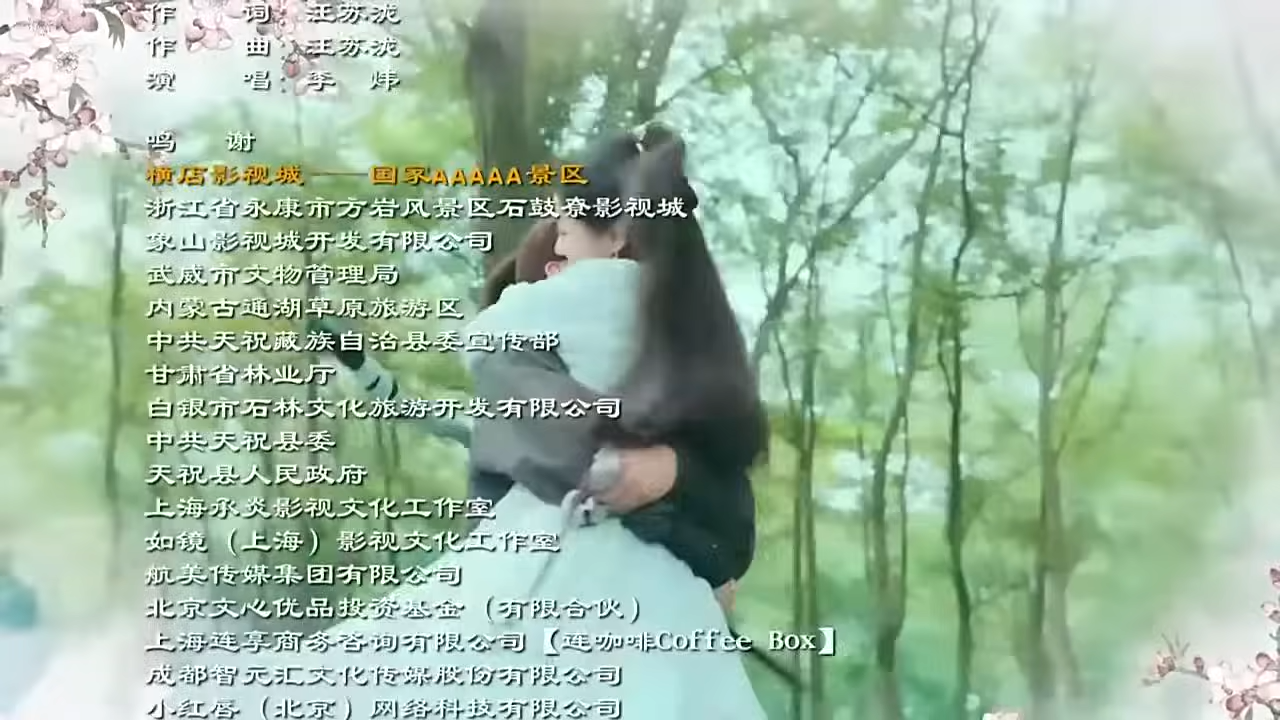 作 词 汪苏泷
作 曲 汪苏泷
演 唱 李 炜
鸣 谢
横店影视城——国家AAAAA景区
浙江省永康市方岩风景区石鼓寮影视城
象山影视城开发有限公司
武威市文物管理局
内蒙古通湖草原旅游区
中共天祝藏族自治县委宣传部
甘肃省林业厅
白银市石林文化旅游开发有限公司
中共天祝县委
天祝县人民政府
上海永炎影视文化工作室
如镜（上海）影视文化工作室
航美传媒集团有限公司
北京文心优品投资基金（有限合伙）
上海连享商务咨询有限公司【连咖啡Coffee Box】
成都智元汇文化传媒股份有限公司
小红唇（北京）网络科技有限公司